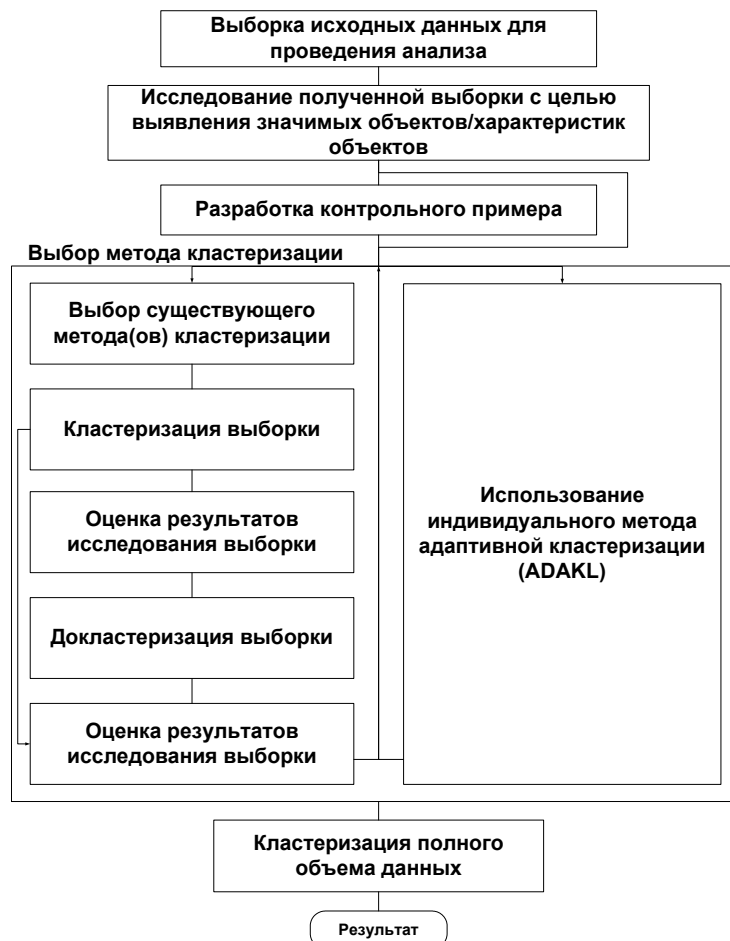 Выборка исходных данных для
проведения анализа
Исследование полученной выборки с целью
выявления значимых объектов/характеристик
объектов
Разработка контрольного примера
Выбор метода кластеризации
Выбор существующего
метода(ов) кластеризации
Кластеризация выборки
Оценка результатов
исследования выборки
Докластеризация выборки
Оценка результатов
исследования выборки
Использование
индивидуального метода
адаптивной кластеризации
(ADAKL)
Кластеризация полного
объема данных
Результат